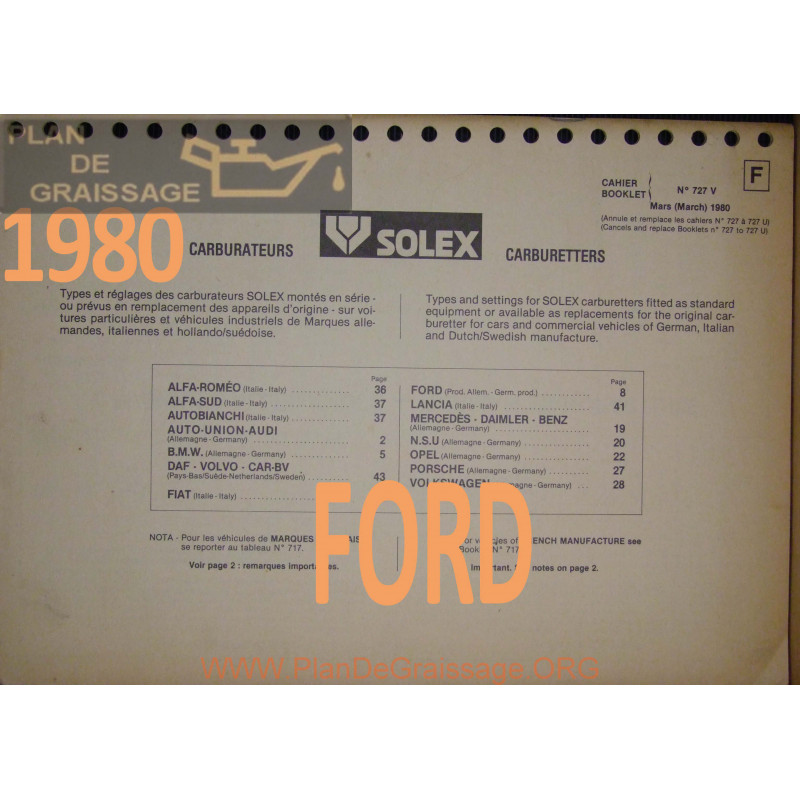 PLAN
DE
GRAISSAGE
1980
CAHIER
BOOKLET
N° 727 V
F
Mars (March) 1980
(Annule et remplace les cahiers N° 727 à 727 U)
(Cancels and replace Booklets n° 727 to 727 U)
CARBURATEURS
SOLEX
CARBURETTERS
Types et réglages des carburateurs SOLEX montés en série -
ou prévus en remplacement des appareils d'origine - sur voi-
tures particulières et véhicules industriels de Marques alle-
mandes, italiennes et hollando/suédoise.
Types and settings for SOLEX carburetters fitted as standard
equipment or available as replacements for the original car-
buretter for cars and commercial vehicles of German, Italian
and Dutch/Swedish manufacture.
Page
ALFA-ROMÉO (Italie - Italy) .............. 36
ALFA-SUD (Italie - Italy) .............. 37
AUTOBIANCHI (Italie - Italy) .............. 37
AUTO-UNION-AUDI
(Allemagne - Germany) .............. 2
B.M.W. (Allemagne - Germany) .............. 5
DAF - VOLVO - CAR-BV
(Pays-Bas/Suède-Netherlands/Sweden) .............. 43
FIAT (Italie - Italy) ..............
Page
FORD (Prod. Allem. - Germ. prod.) .............. 8
LANCIA (Italie - Italy) .............. 41
MERCEDÈS - DAIMLER - BENZ
(Allemagne - Germany) .............. 19
N.S.U (Allemagne - Germany) .............. 20
OPEL (Allemagne - Germany) .............. 22
PORSCHE (Allemagne - Germany) .............. 27
VOLKSWAGEN - Germany) ... 28
FORD
NOTA - Pour les véhicules de MARQUES
se reporter au tableau N° 717.
Voir page 2 : remarques importantes.
vehicles of MANUFACTURE see
N° 717
Important. notes on page 2.
WWW.PlanDeGraissage.ORG